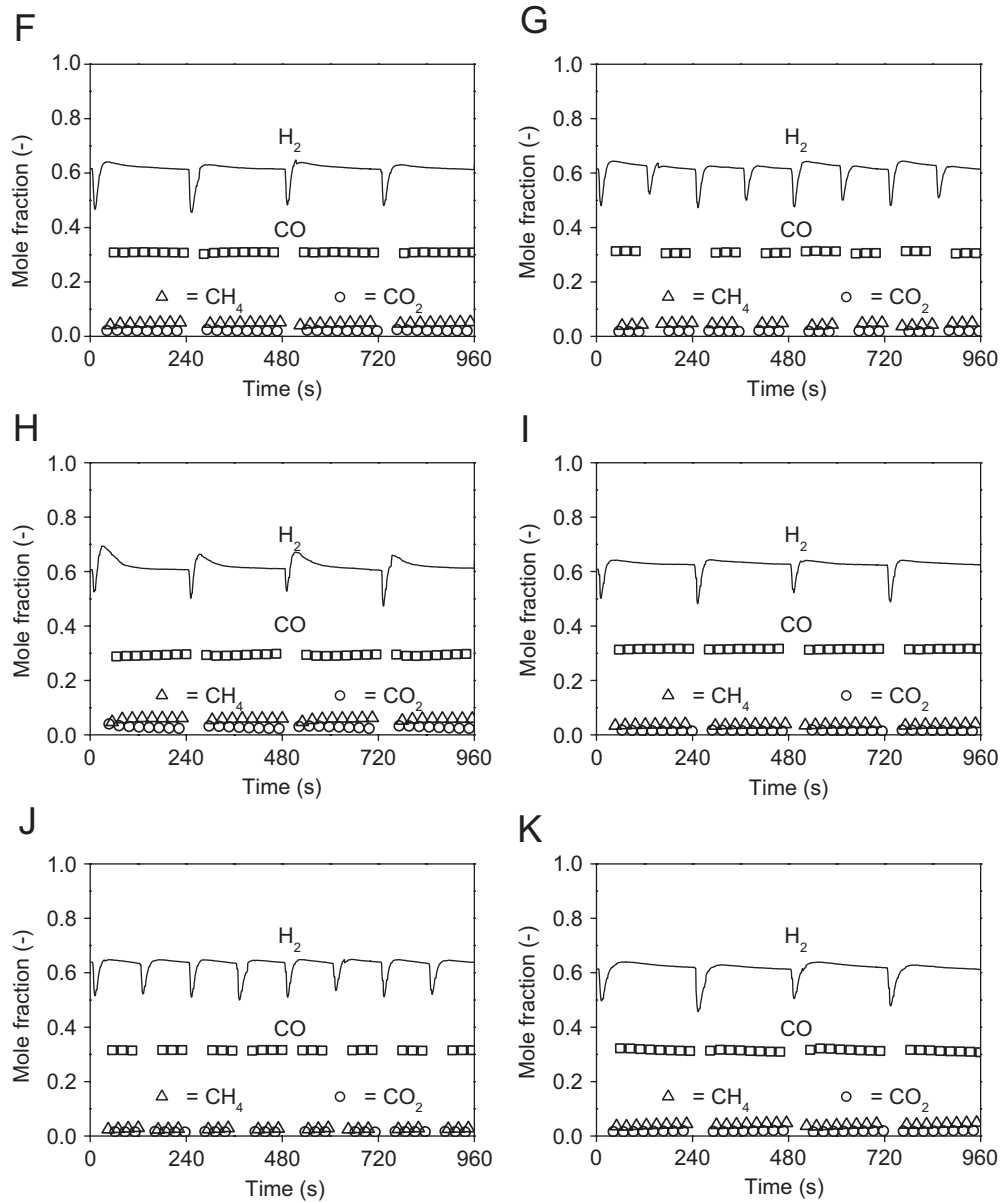 F
1.0
0.8
0.6
0.4
0.2
0.0
Mole fraction (-)
H2
CO
△ = CH4 ○ = CO2
0 240 480 720 960
Time (s)
G
1.0
0.8
0.6
0.4
0.2
0.0
Mole fraction (-)
H2
CO
△ = CH4 ○ = CO2
0 240 480 720 960
Time (s)
H
1.0
0.8
0.6
0.4
0.2
0.0
Mole fraction (-)
H2
CO
△ = CH4 ○ = CO2
0 240 480 720 960
Time (s)
I
1.0
0.8
0.6
0.4
0.2
0.0
Mole fraction (-)
H2
CO
△ = CH4 ○ = CO2
0 240 480 720 960
Time (s)
J
1.0
0.8
0.6
0.4
0.2
0.0
Mole fraction (-)
H2
CO
△ = CH4 ○ = CO2
0 240 480 720 960
Time (s)
K
1.0
0.8
0.6
0.4
0.2
0.0
Mole fraction (-)
H2
CO
△ = CH4 ○ = CO2
0 240 480 720 960
Time (s)